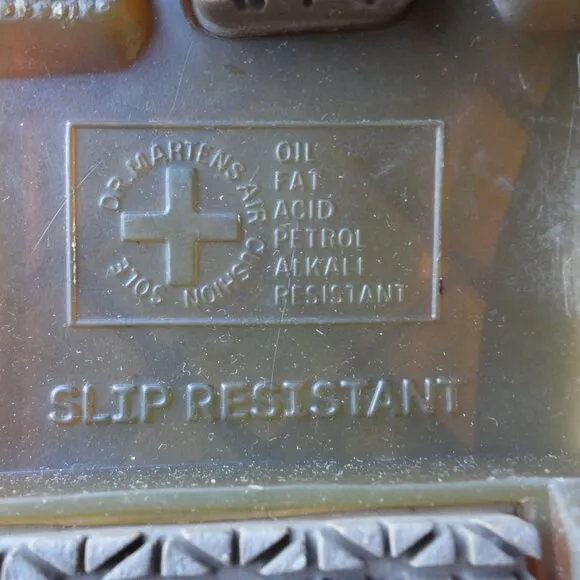 DR. MARTENS AIR CUSHION SOLE
OIL
FAT
ACID
PETROL
ALKALI
RESISTANT
SLIP RESISTANT